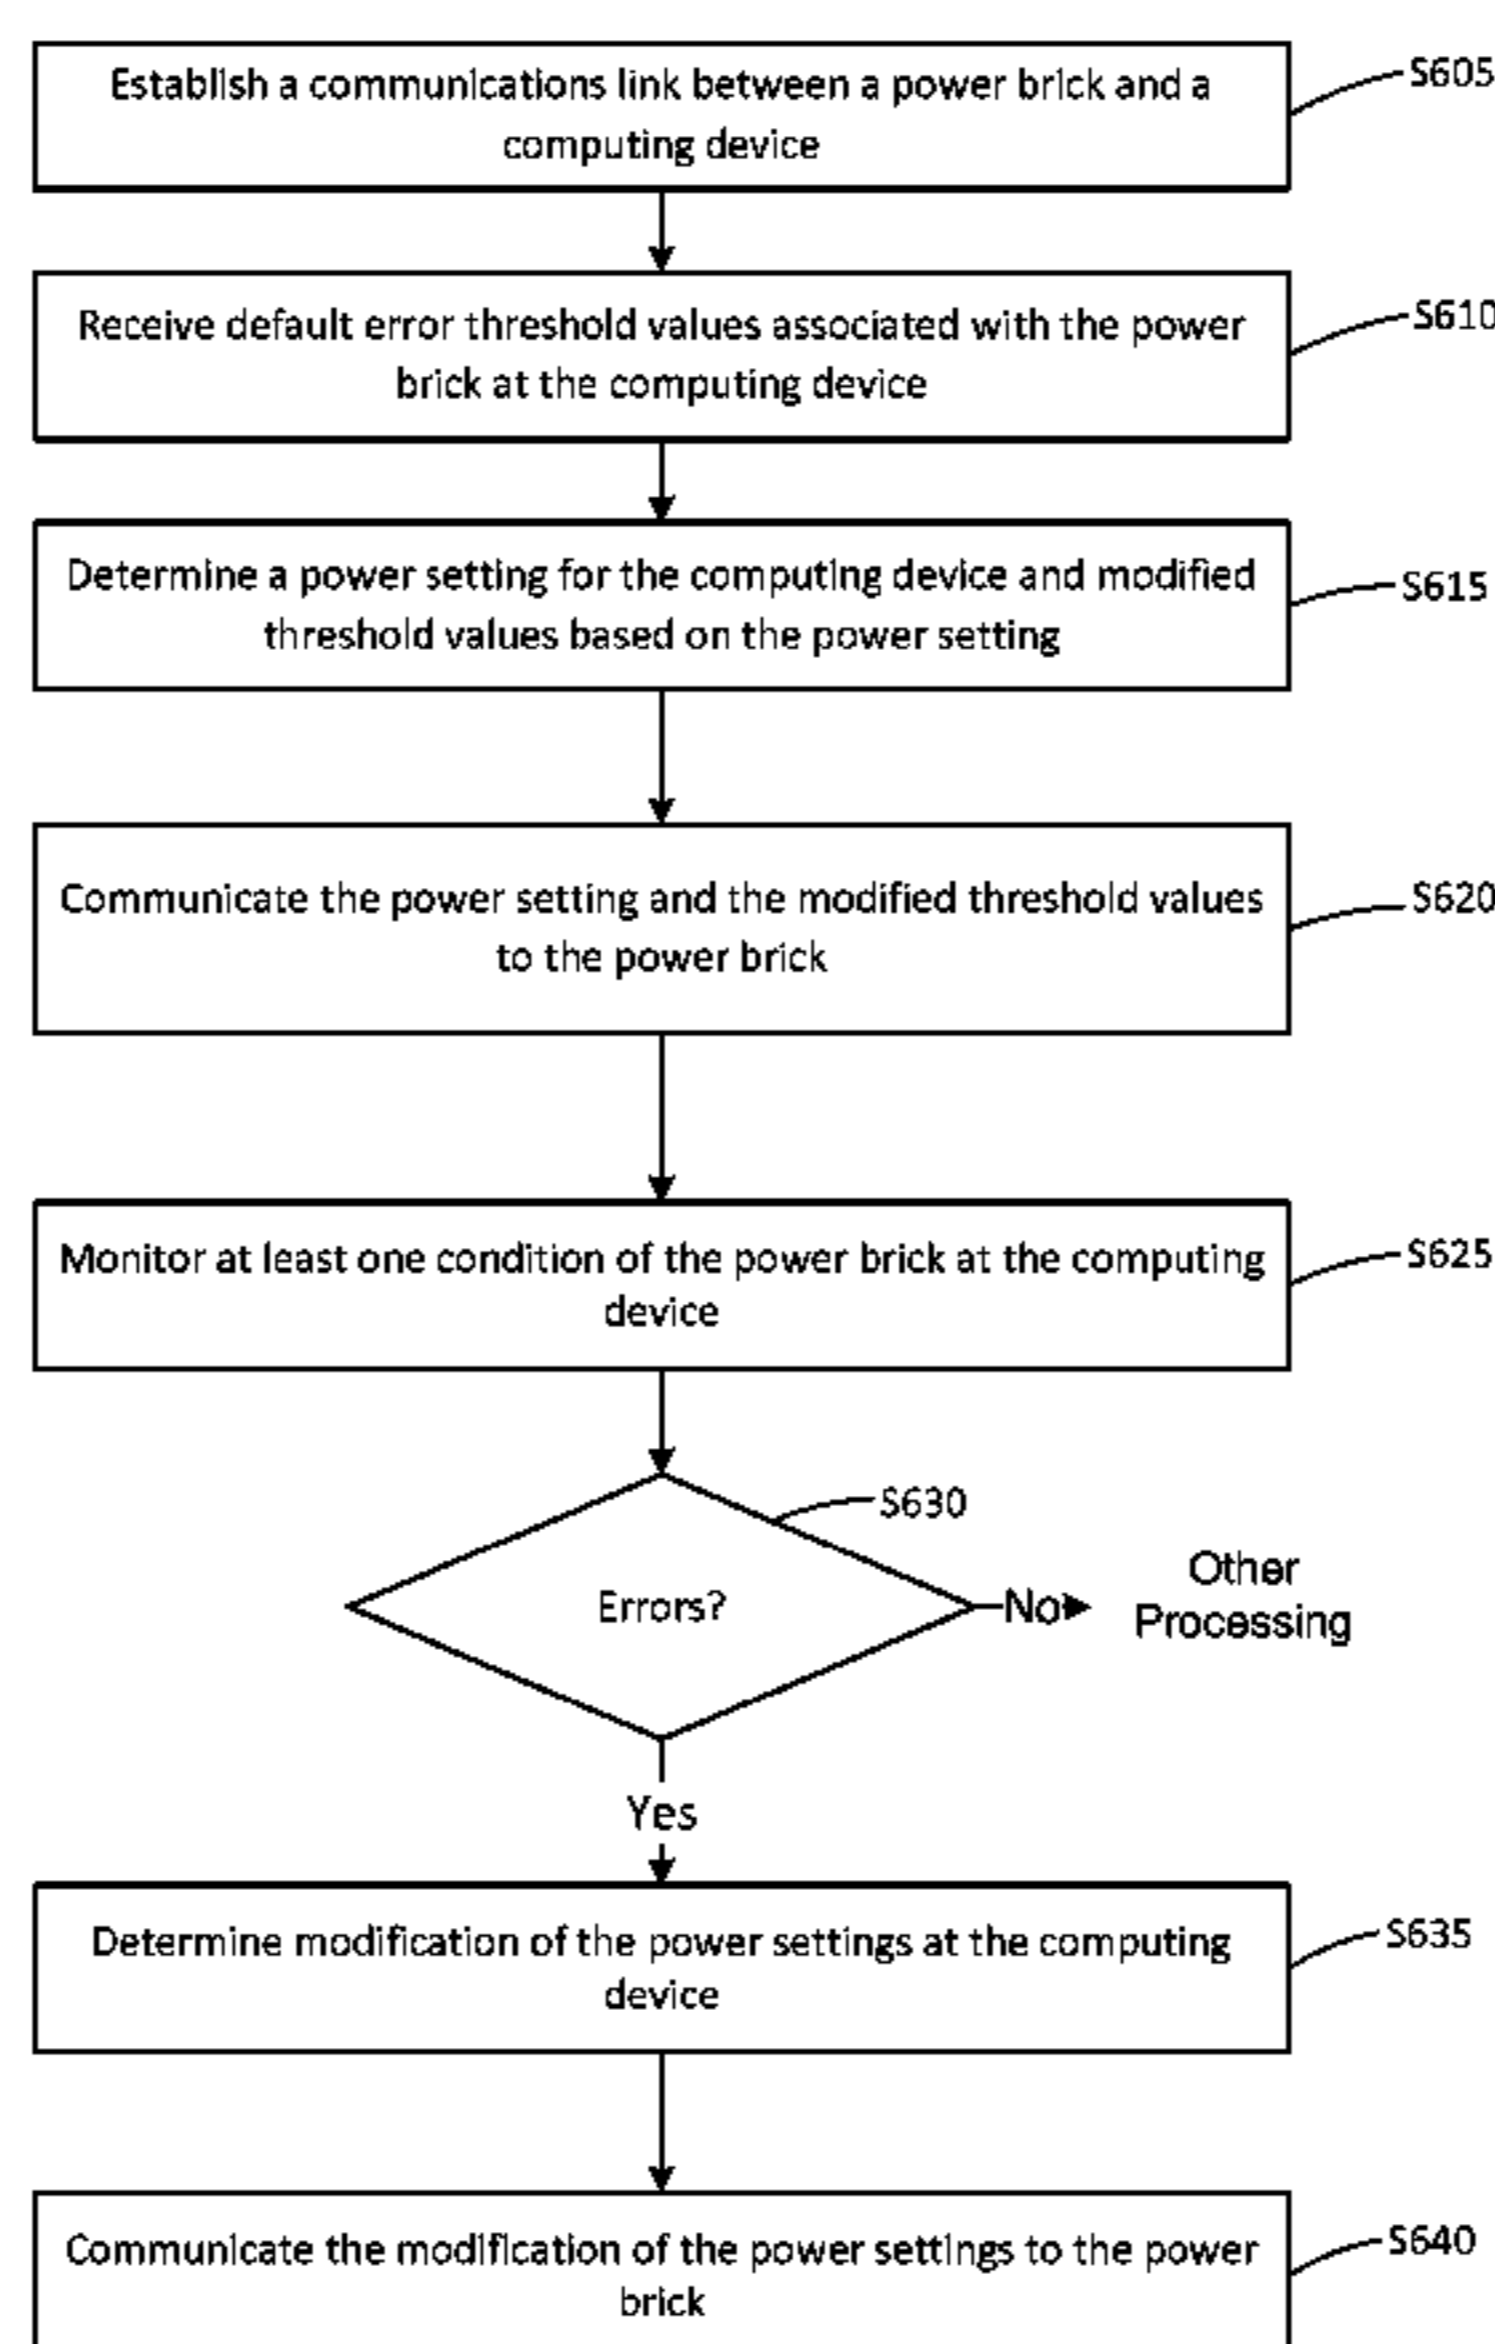 Establish a communications link between a power brick and a
computing device
S605
Receive default error threshold values associated with the power
brick at the computing device
S610
Determine a power setting for the computing device and modified
threshold values based on the power setting
S615
Communicate the power setting and the modified threshold values
to the power brick
S620
Monitor at least one condition of the power brick at the computing
device
S625
S630
Errors?
No
Other
Processing
Yes
Determine modification of the power settings at the computing
device
S635
Communicate the modification of the power settings to the power
brick
S640